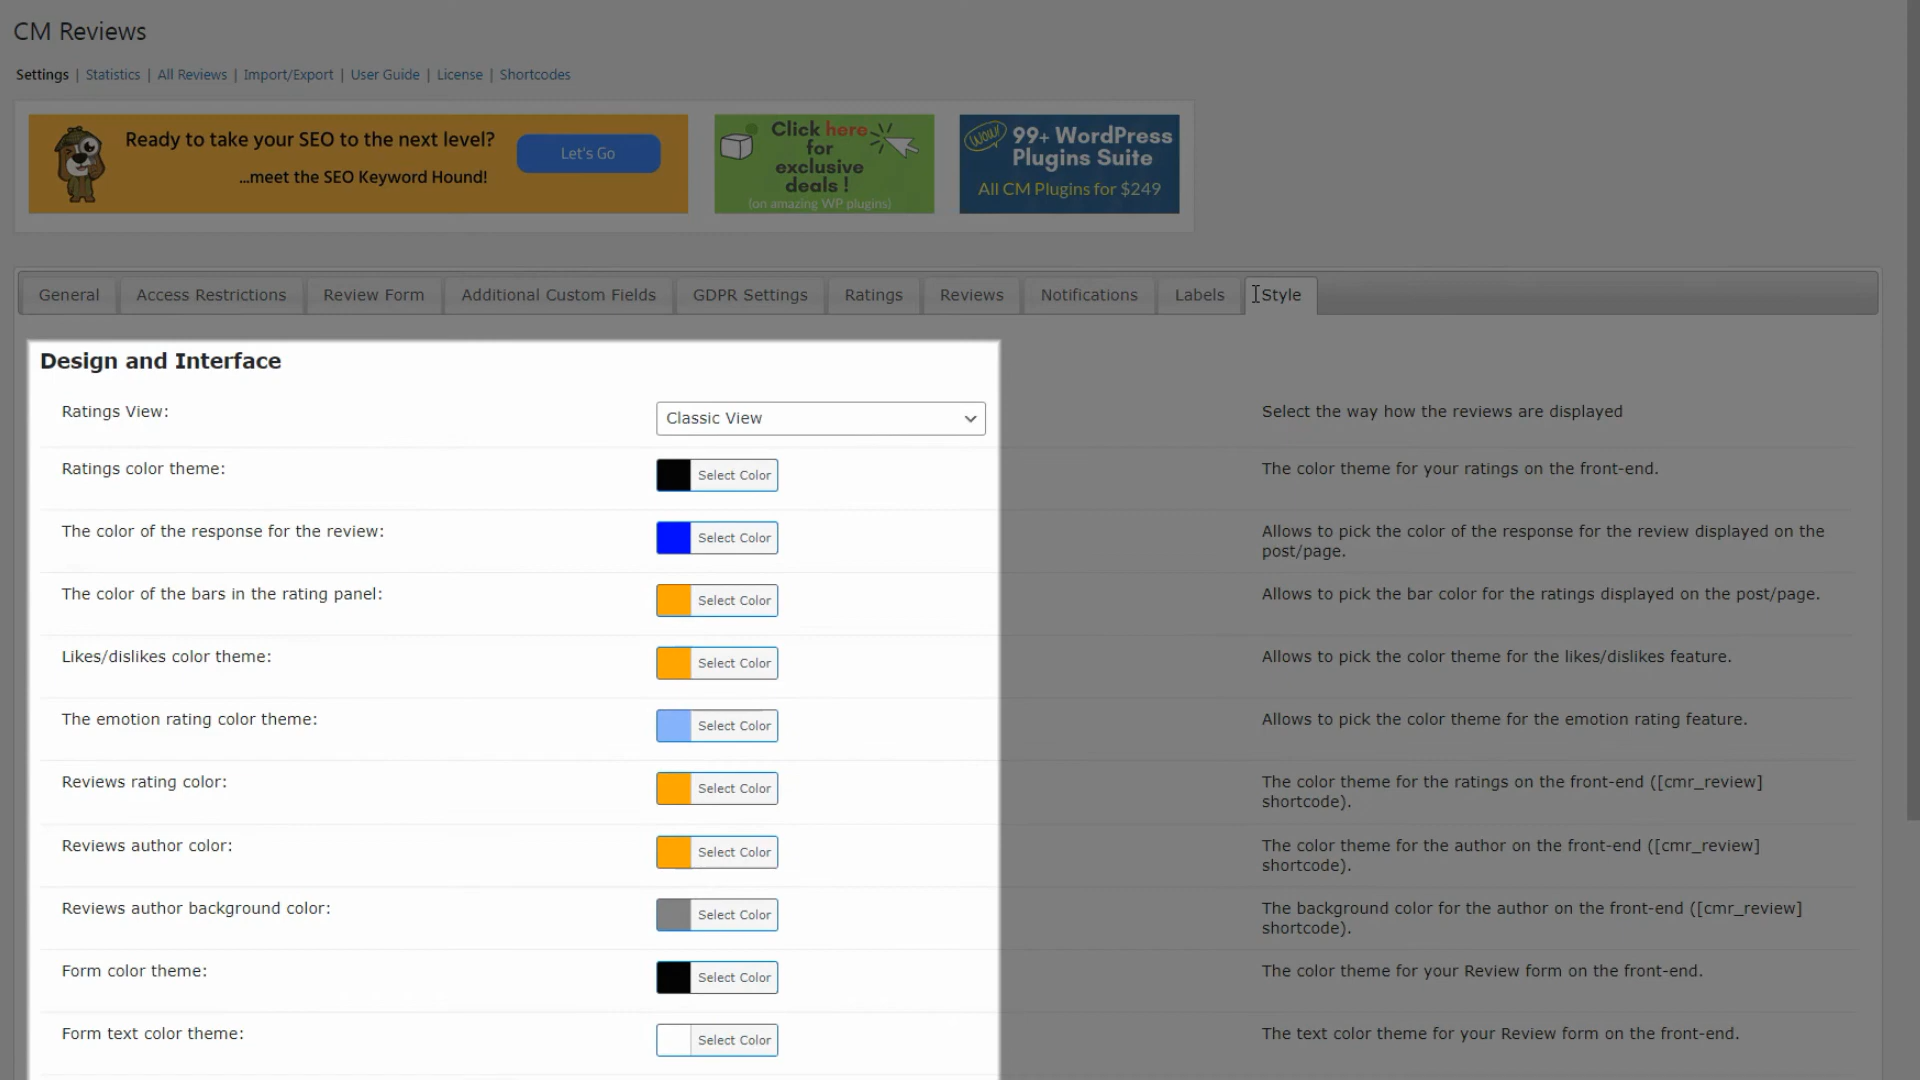 CM Reviews
Settings | Statistics | All Reviews | Import/Export | User Guide | License | Shortcodes
Ready to take your SEO to the next level?
...meet the SEO Keyword Hound!
Let's Go
Click here
for
exclusive
deals !
(on amazing WP plugins)
Wow!
99+ WordPress
Plugins Suite
All CM Plugins for $249
General
Access Restrictions
Review Form
Additional Custom Fields
GDPR Settings
Ratings
Reviews
Notifications
Labels
Style
Design and Interface
Ratings View:
Classic View
Select the way how the reviews are displayed
Ratings color theme:
Select Color
The color theme for your ratings on the front-end.
The color of the response for the review:
Select Color
Allows to pick the color of the response for the review displayed on the
post/page.
The color of the bars in the rating panel:
Select Color
Allows to pick the bar color for the ratings displayed on the post/page.
Likes/dislikes color theme:
Select Color
Allows to pick the color theme for the likes/dislikes feature.
The emotion rating color theme:
Select Color
Allows to pick the color theme for the emotion rating feature.
Reviews rating color:
Select Color
The color theme for the ratings on the front-end ([cmr_review]
shortcode).
Reviews author color:
Select Color
The color theme for the author on the front-end ([cmr_review]
shortcode).
Reviews author background color:
Select Color
The background color for the author on the front-end ([cmr_review]
shortcode).
Form color theme:
Select Color
The color theme for your Review form on the front-end.
Form text color theme:
Select Color
The text color theme for your Review form on the front-end.